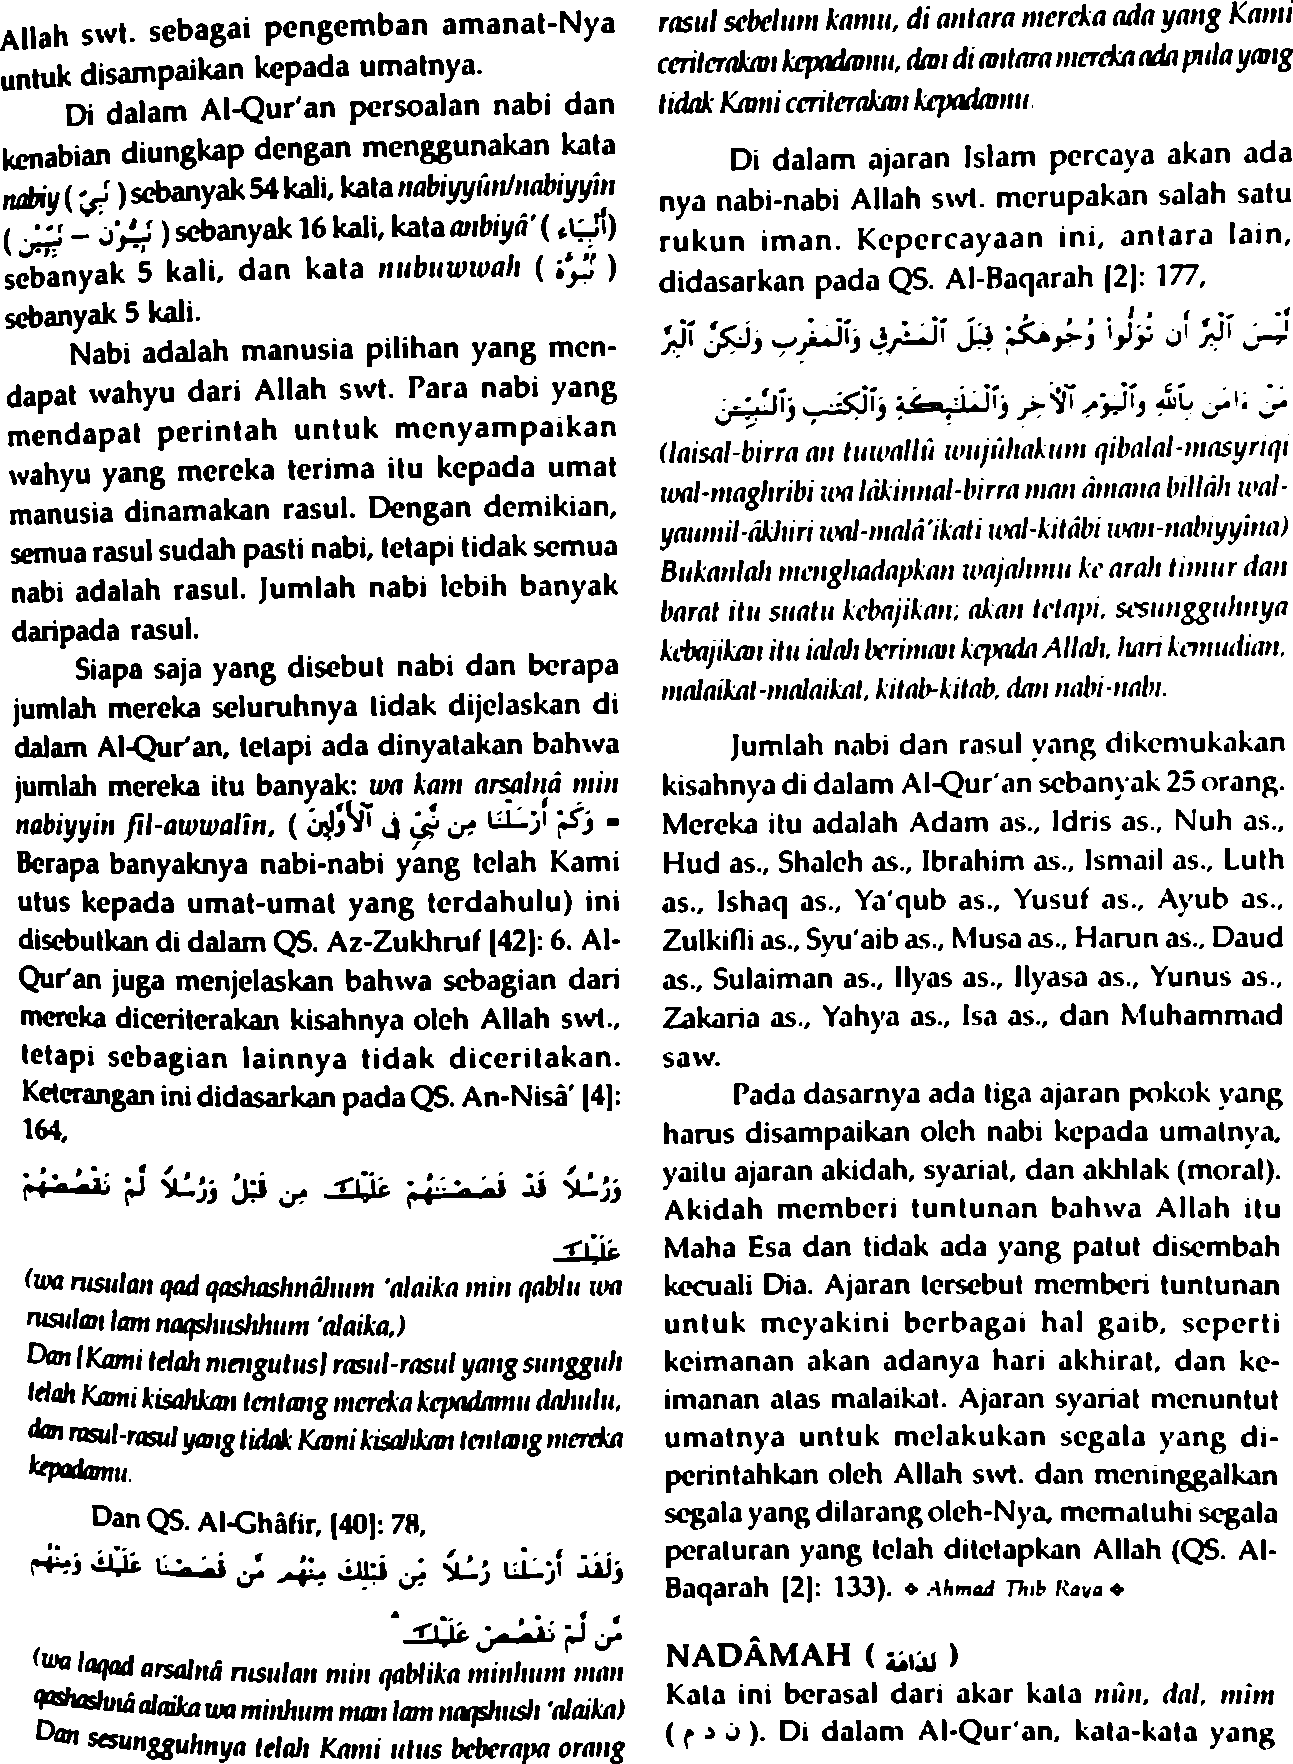 Allah swt. sebagai pengemban amanat-Nya
untuk disampaikan kepada umatnya.
Di dalam Al-Qur'an persoalan nabi dan
kenabian diungkap dengan menggunakan kata
nabiy ( نَبِيّ ) sebanyak 54 kali, kata nabiyyûn/nabiyyîn
( نَبِيُّوْن – نَبِيِّيْن ) sebanyak 16 kali, kata anbiyâ' ( أَنْبِيَاء )
sebanyak 5 kali, dan kata nubuwwah ( نُبُوَّة )
sebanyak 5 kali.
Nabi adalah manusia pilihan yang men-
dapat wahyu dari Allah swt. Para nabi yang
mendapat perintah untuk menyampaikan
wahyu yang mereka terima itu kepada umat
manusia dinamakan rasul. Dengan demikian,
semua rasul sudah pasti nabi, tetapi tidak semua
nabi adalah rasul. Jumlah nabi lebih banyak
daripada rasul.
Siapa saja yang disebut nabi dan berapa
jumlah mereka seluruhnya tidak dijelaskan di
dalam Al-Qur'an, tetapi ada dinyatakan bahwa
jumlah mereka itu banyak: wa kam arsalnâ min
nabiyyin fil-awwalîn, ( وَكَمْ أَرْسَلْنَا مِن نَّبِيٍّ فِى ٱلْأَوَّلِينَ =
Berapa banyaknya nabi-nabi yang telah Kami
utus kepada umat-umat yang terdahulu) ini
disebutkan di dalam QS. Az-Zukhruf [42]: 6. Al-
Qur'an juga menjelaskan bahwa sebagian dari
mereka diceriterakan kisahnya oleh Allah swt.,
tetapi sebagian lainnya tidak diceritakan.
Keterangan ini didasarkan pada QS. An-Nisâ' [4]:
164,
وَرُسُلًا قَدْ قَصَصْنَٰهُمْ عَلَيْكَ مِن قَبْلُ وَرُسُلًا لَّمْ نَقْصُصْهُمْ
عَلَيْكَ
(wa rusulan qad qashashnâhum 'alaika min qablu wa
rusulan lam naqshushhum 'alaika,)
Dan [Kami telah mengutus] rasul-rasul yang sungguh
telah Kami kisahkan tentang mereka kepadamu dahulu,
dan rasul-rasul yang tidak Kami kisahkan tentang mereka
kepadamu.
Dan QS. Al-Ghâfir, [40]: 78,
وَلَقَدْ أَرْسَلْنَا رُسُلًا مِّن قَبْلِكَ مِنْهُم مَّن قَصَصْنَا عَلَيْكَ وَمِنْهُم
مَّن لَّمْ نَقْصُصْ عَلَيْكَ ۗ
(wa laqad arsalnâ rusulan min qablika minhum man
qashashnâ alaika wa minhum man lam naqshush 'alaika)
Dan sesungguhnya telah Kami utus beberapa orang
rasul sebelum kamu, di antara mereka ada yang Kami
ceriterakan kepadamu, dan di antara mereka ada pula yang
tidak Kami ceriterakan kepadamu.
Di dalam ajaran Islam percaya akan ada
nya nabi-nabi Allah swt. merupakan salah satu
rukun iman. Kepercayaan ini, antara lain,
didasarkan pada QS. Al-Baqarah [2]: 177,
لَّيْسَ ٱلْبِرَّ أَن تُوَلُّوا۟ وُجُوهَكُمْ قِبَلَ ٱلْمَشْرِقِ وَٱلْمَغْرِبِ وَلَٰكِنَّ ٱلْبِرَّ
مَنْ ءَامَنَ بِٱللَّهِ وَٱلْيَوْمِ ٱلْءَاخِرِ وَٱلْمَلَٰٓئِكَةِ وَٱلْكِتَٰبِ وَٱلنَّبِيِّۦنَ
(laisal-birra an tuwallû wujûhakum qibalal-masyriqi
wal-maghribi wa lâkinnal-birra man âmana billâh wal-
yaumil-âkhiri wal-malâ'ikati wal-kitâbi wan-nabiyyîna)
Bukanlah menghadapkan wajahmu ke arah timur dan
barat itu suatu kebajikan; akan tetapi, sesungguhnya
kebajikan itu ialah beriman kepada Allah, hari kemudian,
malaikat-malaikat, kitab-kitab, dan nabi-nabi.
Jumlah nabi dan rasul yang dikemukakan
kisahnya di dalam Al-Qur'an sebanyak 25 orang.
Mereka itu adalah Adam as., Idris as., Nuh as.,
Hud as., Shaleh as., Ibrahim as., Ismail as., Luth
as., Ishaq as., Ya'qub as., Yusuf as., Ayub as.,
Zulkifli as., Syu'aib as., Musa as., Harun as., Daud
as., Sulaiman as., Ilyas as., Ilyasa as., Yunus as.,
Zakaria as., Yahya as., Isa as., dan Muhammad
saw.
Pada dasarnya ada tiga ajaran pokok yang
harus disampaikan oleh nabi kepada umatnya,
yaitu ajaran akidah, syariat, dan akhlak (moral).
Akidah memberi tuntunan bahwa Allah itu
Maha Esa dan tidak ada yang patut disembah
kecuali Dia. Ajaran tersebut memberi tuntunan
untuk meyakini berbagai hal gaib, seperti
keimanan akan adanya hari akhirat, dan ke-
imanan atas malaikat. Ajaran syariat menuntut
umatnya untuk melakukan segala yang di-
perintahkan oleh Allah swt. dan meninggalkan
segala yang dilarang oleh-Nya, mematuhi segala
peraturan yang telah ditetapkan Allah (QS. Al-
Baqarah [2]: 133). ◆ Ahmad Thib Raya ◆
NADÂMAH ( نَدَامَة )
Kata ini berasal dari akar kata nûn, dal, mîm
( ن د م ). Di dalam Al-Qur'an, kata-kata yang